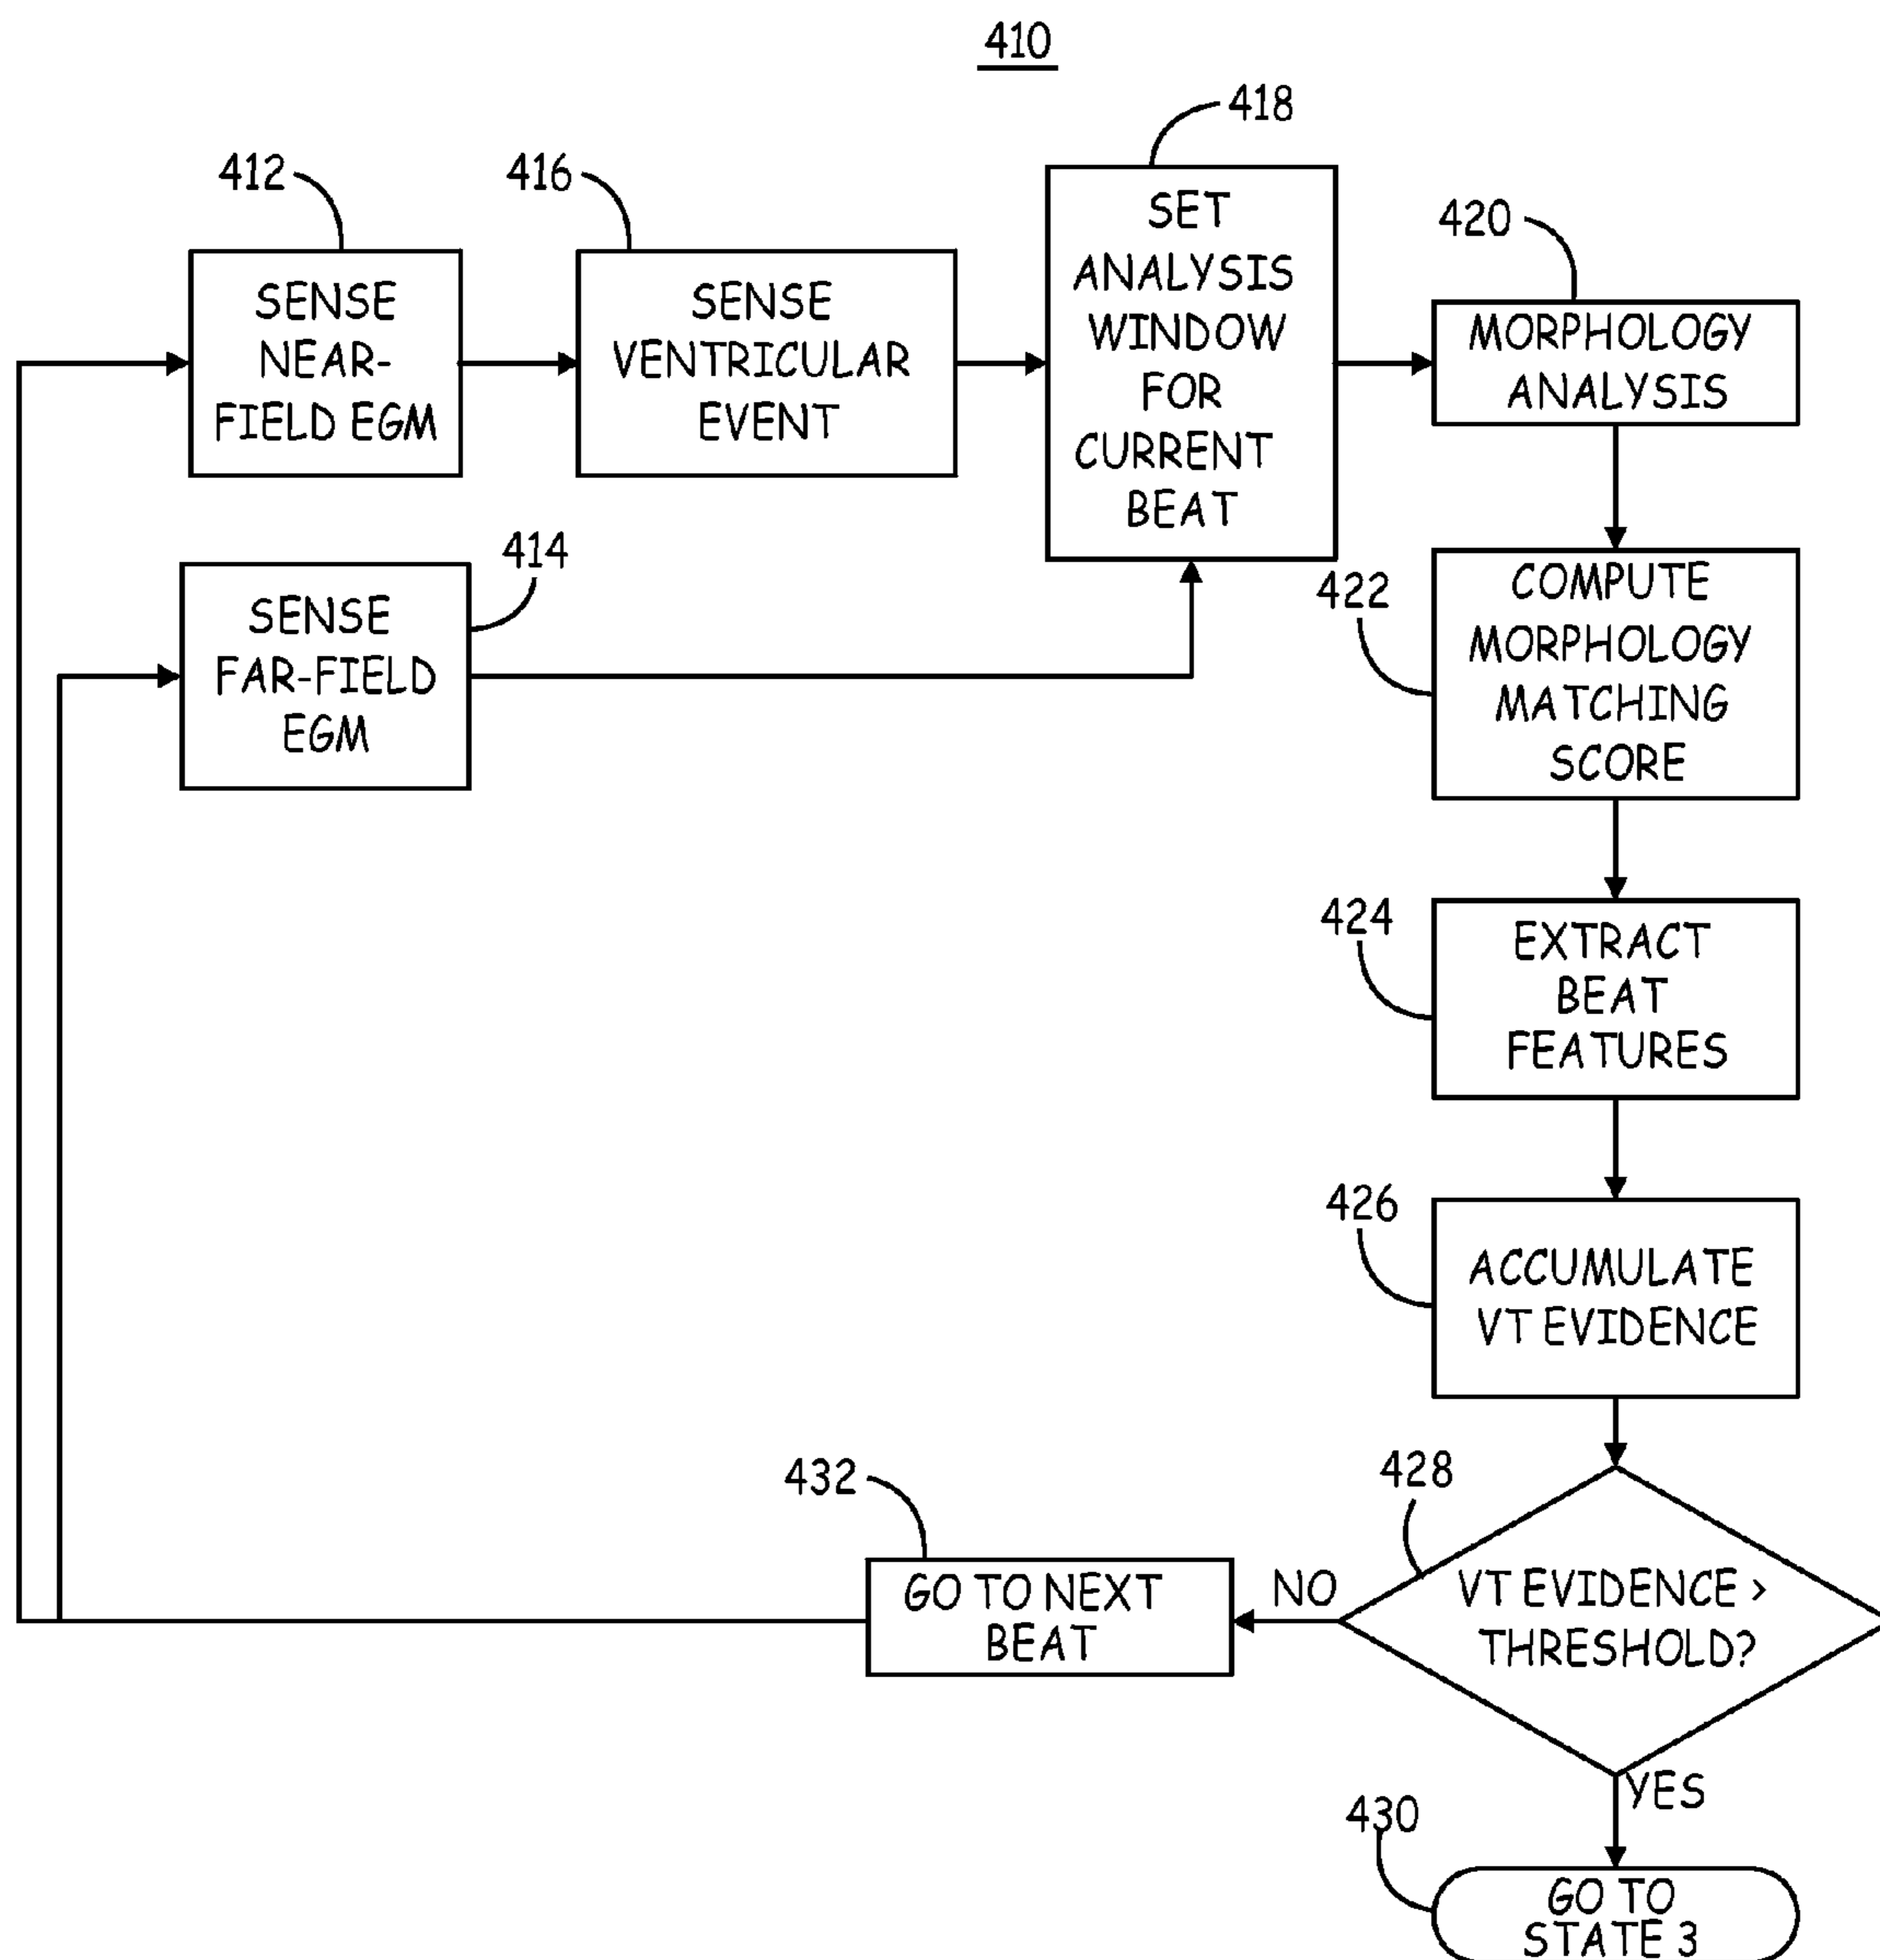 410
418
412
416
420
SET
ANALYSIS
WINDOW
FOR
CURRENT
BEAT
SENSE
NEAR-
FIELD EGM
SENSE
VENTRICULAR
EVENT
MORPHOLOGY
ANALYSIS
414
SENSE
FAR-FIELD
EGM
422
COMPUTE
MORPHOLOGY
MATCHING
SCORE
424
EXTRACT
BEAT
FEATURES
426
ACCUMULATE
VT EVIDENCE
428
432
VT EVIDENCE >
THRESHOLD?
NO
GO TO NEXT
BEAT
YES
430
GO TO
STATE 3